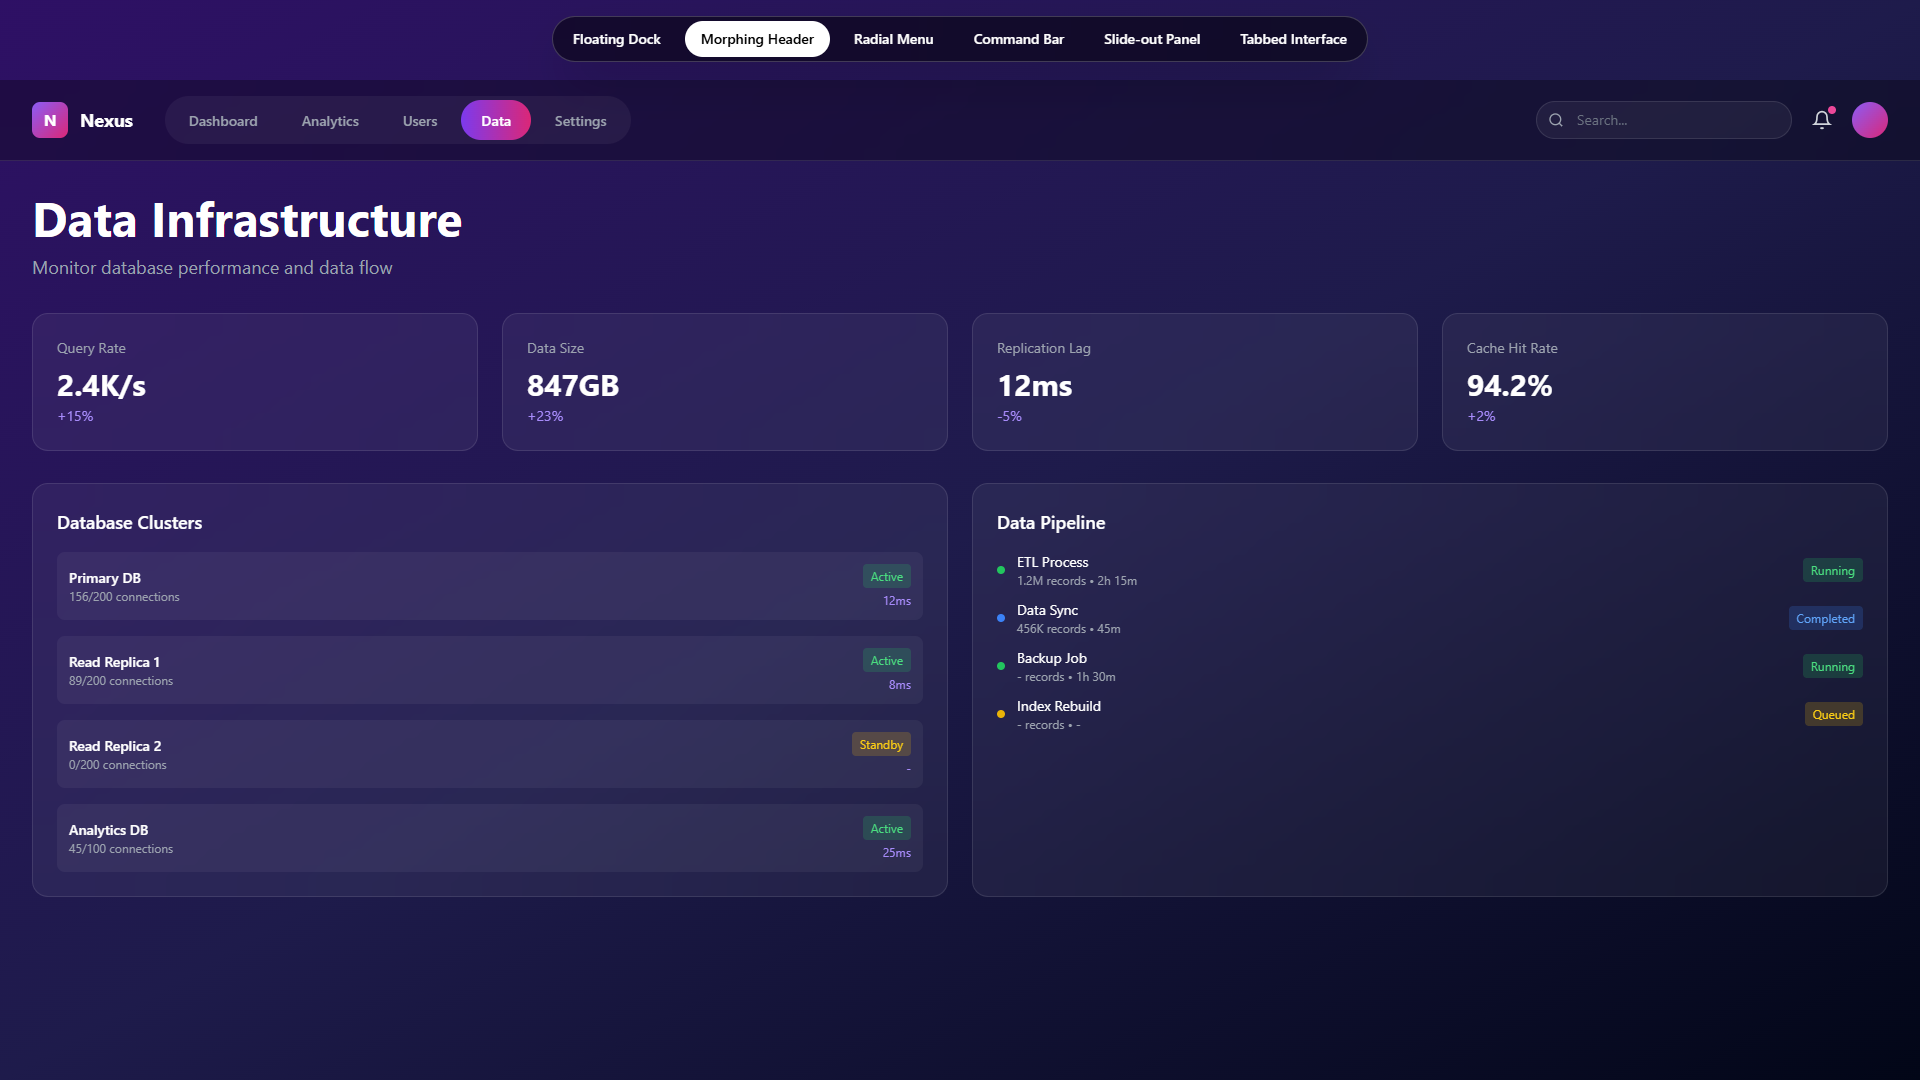 Floating Dock Morphing Header Radial Menu Command Bar Slide-out Panel Tabbed Interface
N Nexus Dashboard Analytics Users Data Settings Search...
Data Infrastructure
Monitor database performance and data flow
Query Rate
2.4K/s
+15%
Data Size
847GB
+23%
Replication Lag
12ms
-5%
Cache Hit Rate
94.2%
+2%
Database Clusters
Primary DB
156/200 connections
Active
12ms
Read Replica 1
89/200 connections
Active
8ms
Read Replica 2
0/200 connections
Standby
-
Analytics DB
45/100 connections
Active
25ms
Data Pipeline
ETL Process
1.2M records • 2h 15m
Running
Data Sync
456K records • 45m
Completed
Backup Job
- records • 1h 30m
Running
Index Rebuild
- records • -
Queued